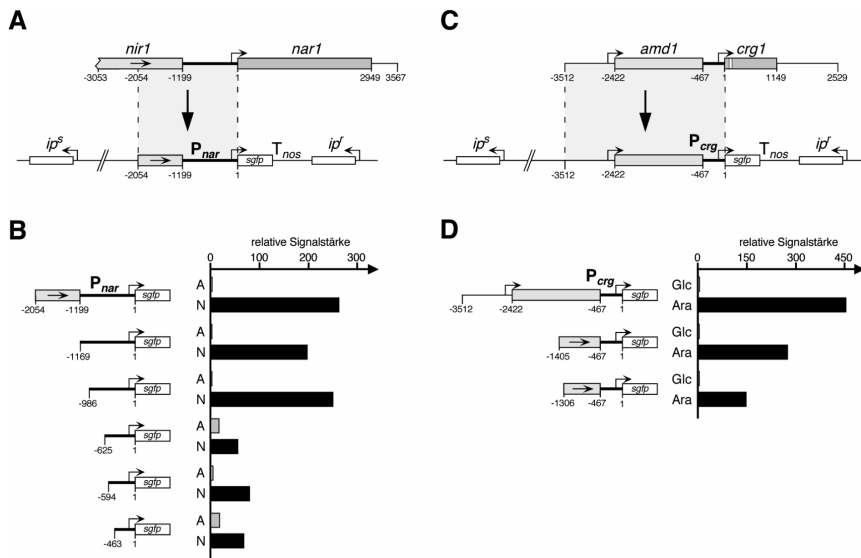 A
nir1 nar1
-3053 -2054 -1199 1 2949 3567
ip^s P_nar T_nos ip^r
sgfp
-2054 -1199 1
C
amd1 crg1
-3512 -2422 -467 1 1149 2529
ip^s P_crg T_nos ip^r
sgfp
-3512 -2422 -467 1
B
relative Signalstärke
0 100 200 300
P_nar
sgfp
A
N
-2054 -1199 1
sgfp
A
N
-1169 1
sgfp
A
N
-986 1
sgfp
A
N
-625 1
sgfp
A
N
-594 1
sgfp
A
N
-463 1
D
relative Signalstärke
0 150 300 450
P_crg
sgfp
Glc
Ara
-3512 -2422 -467 1
sgfp
Glc
Ara
-1405 -467 1
sgfp
Glc
Ara
-1306 -467 1